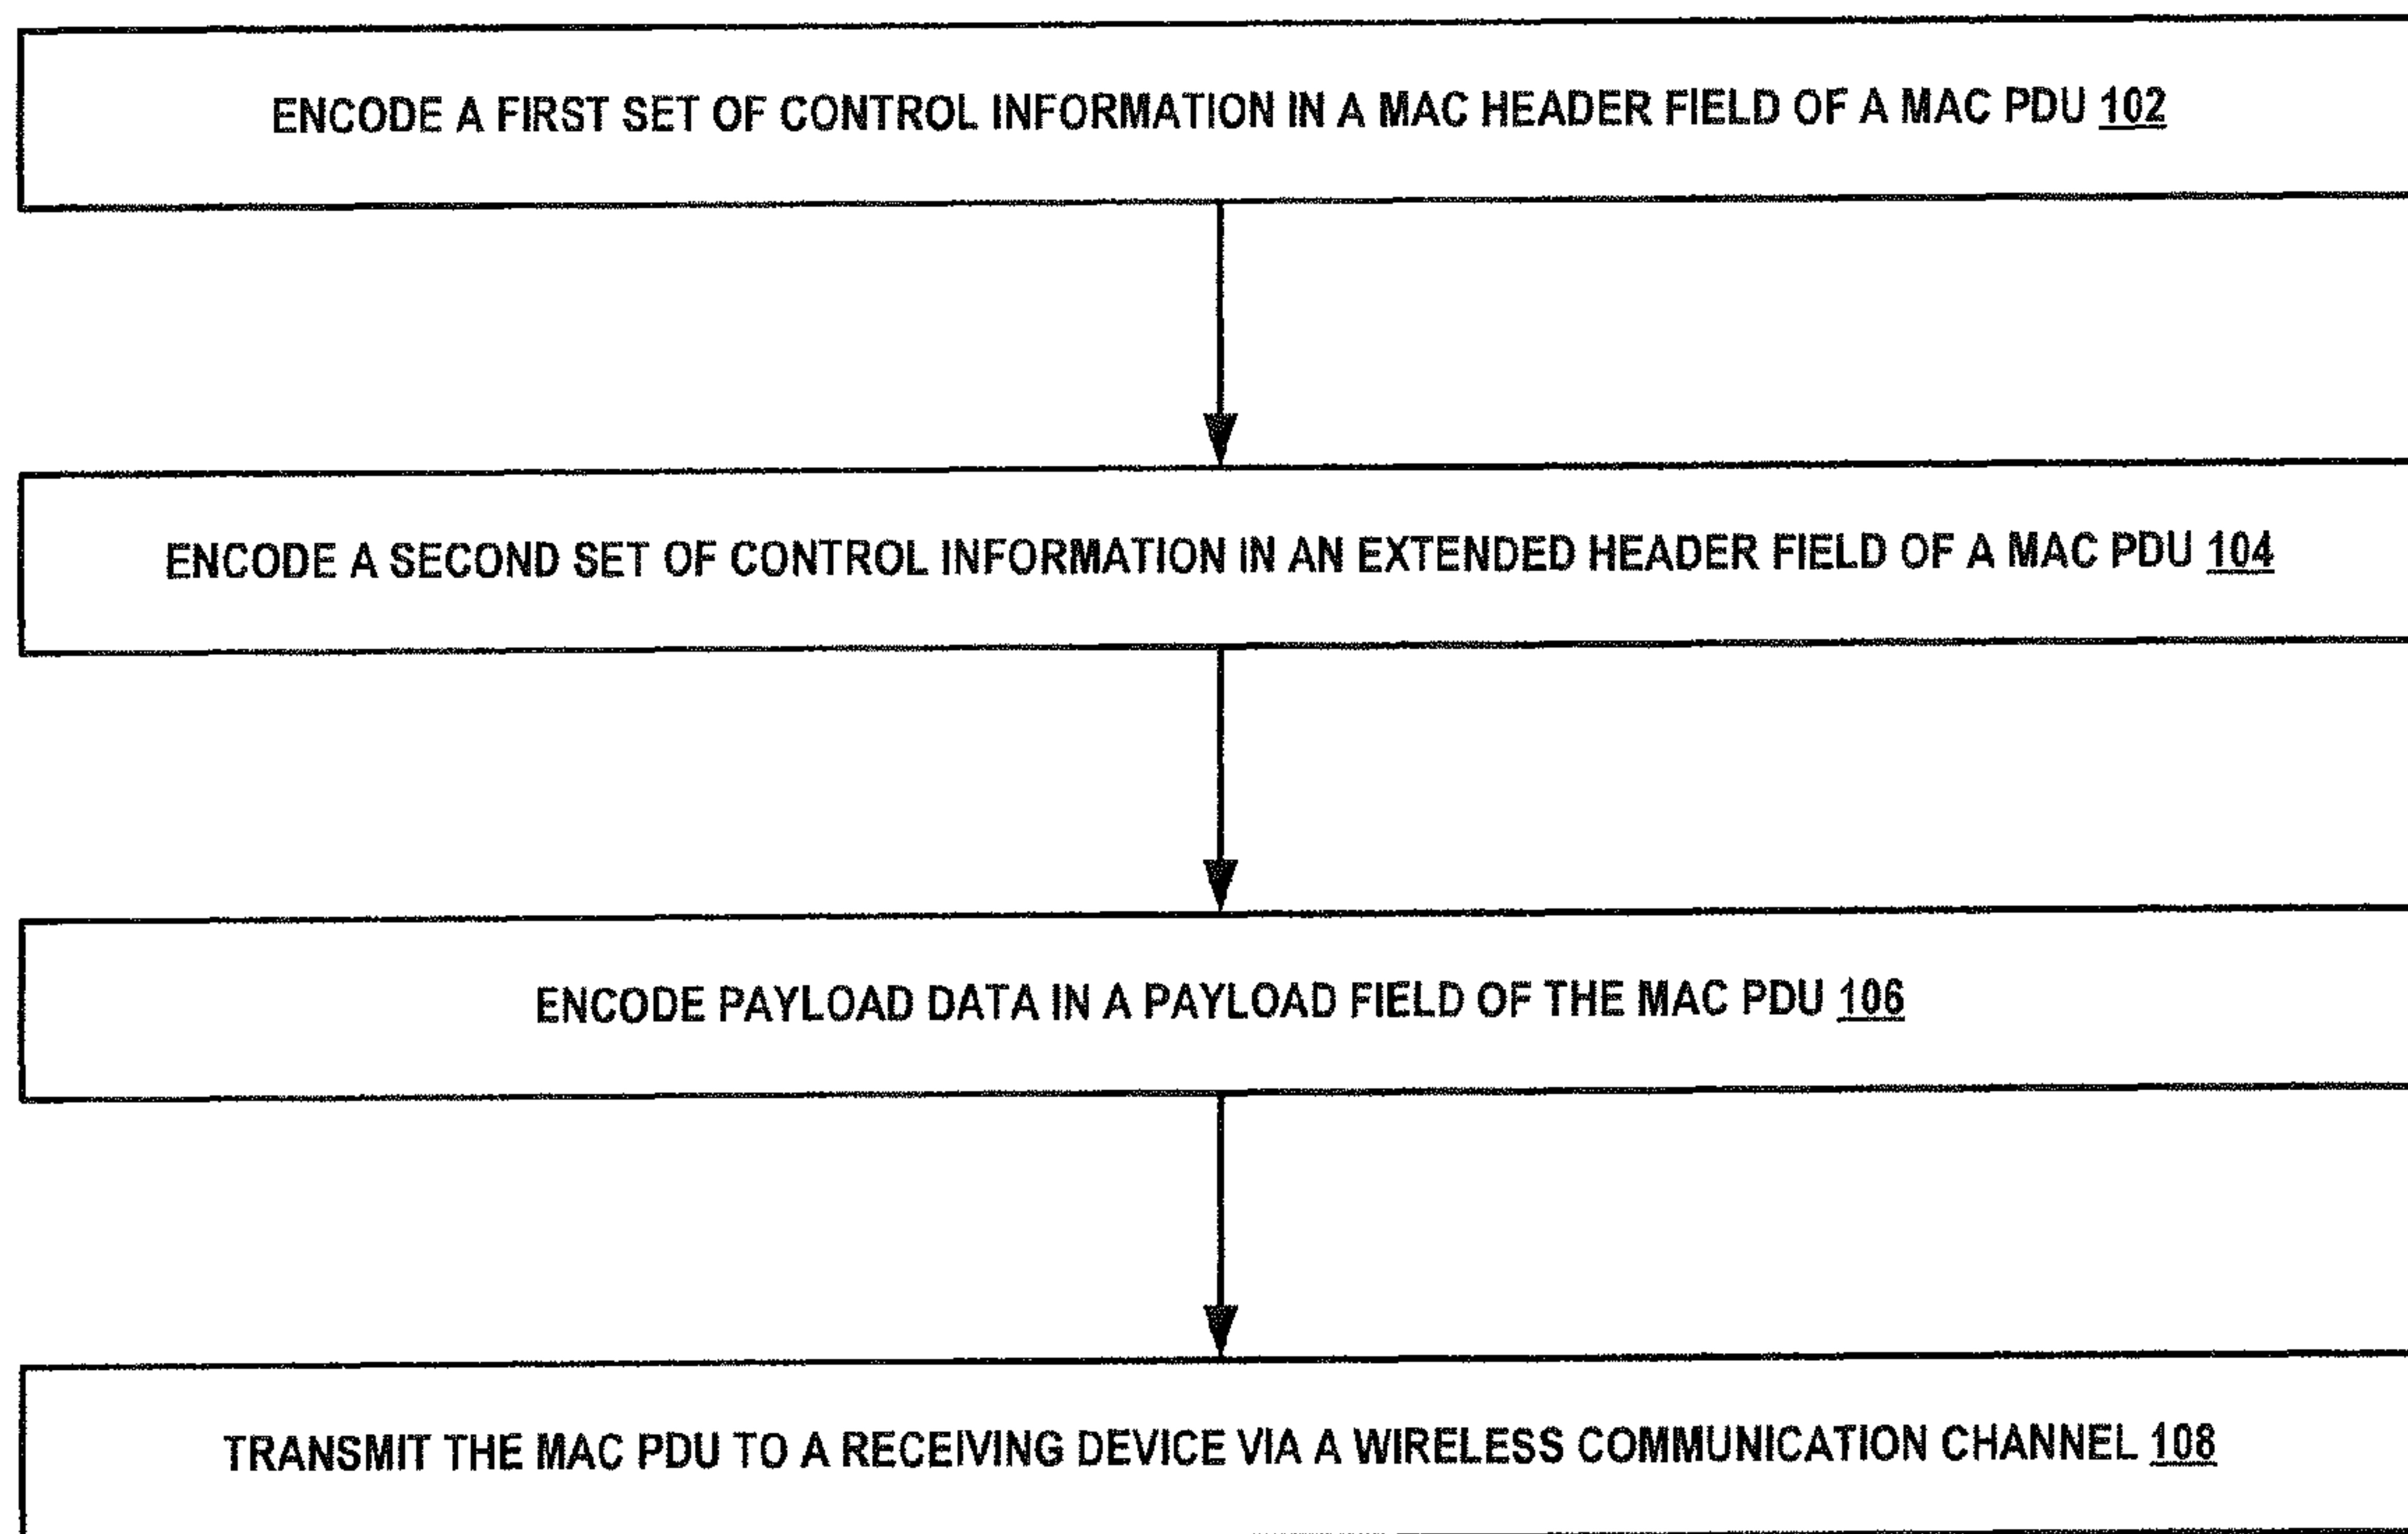 ENCODE A FIRST SET OF CONTROL INFORMATION IN A MAC HEADER FIELD OF A MAC PDU 102
ENCODE A SECOND SET OF CONTROL INFORMATION IN AN EXTENDED HEADER FIELD OF A MAC PDU 104
ENCODE PAYLOAD DATA IN A PAYLOAD FIELD OF THE MAC PDU 106
TRANSMIT THE MAC PDU TO A RECEIVING DEVICE VIA A WIRELESS COMMUNICATION CHANNEL 108